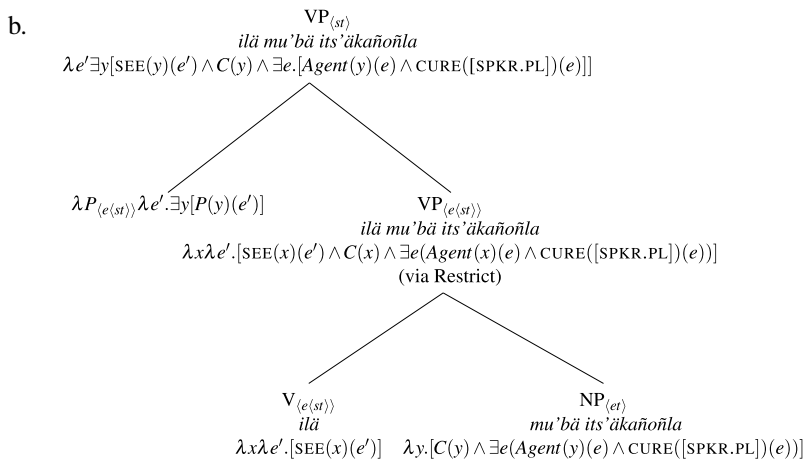 b.
VP⟨st⟩
ilä mu’bä its’äkañoñla
λe′∃y[SEE(y)(e′) ∧ C(y) ∧ ∃e.[Agent(y)(e) ∧ CURE([SPKR.PL])(e)]]
λP⟨e⟨st⟩⟩λe′.∃y[P(y)(e′)]
VP⟨e⟨st⟩⟩
ilä mu’bä its’äkañoñla
λxλe′.[SEE(x)(e′) ∧ C(x) ∧ ∃e(Agent(x)(e) ∧ CURE([SPKR.PL])(e))]
(via Restrict)
V⟨e⟨st⟩⟩
ilä
λxλe′.[SEE(x)(e′)]
NP⟨et⟩
mu’bä its’äkañoñla
λy.[C(y) ∧ ∃e(Agent(y)(e) ∧ CURE([SPKR.PL])(e))]